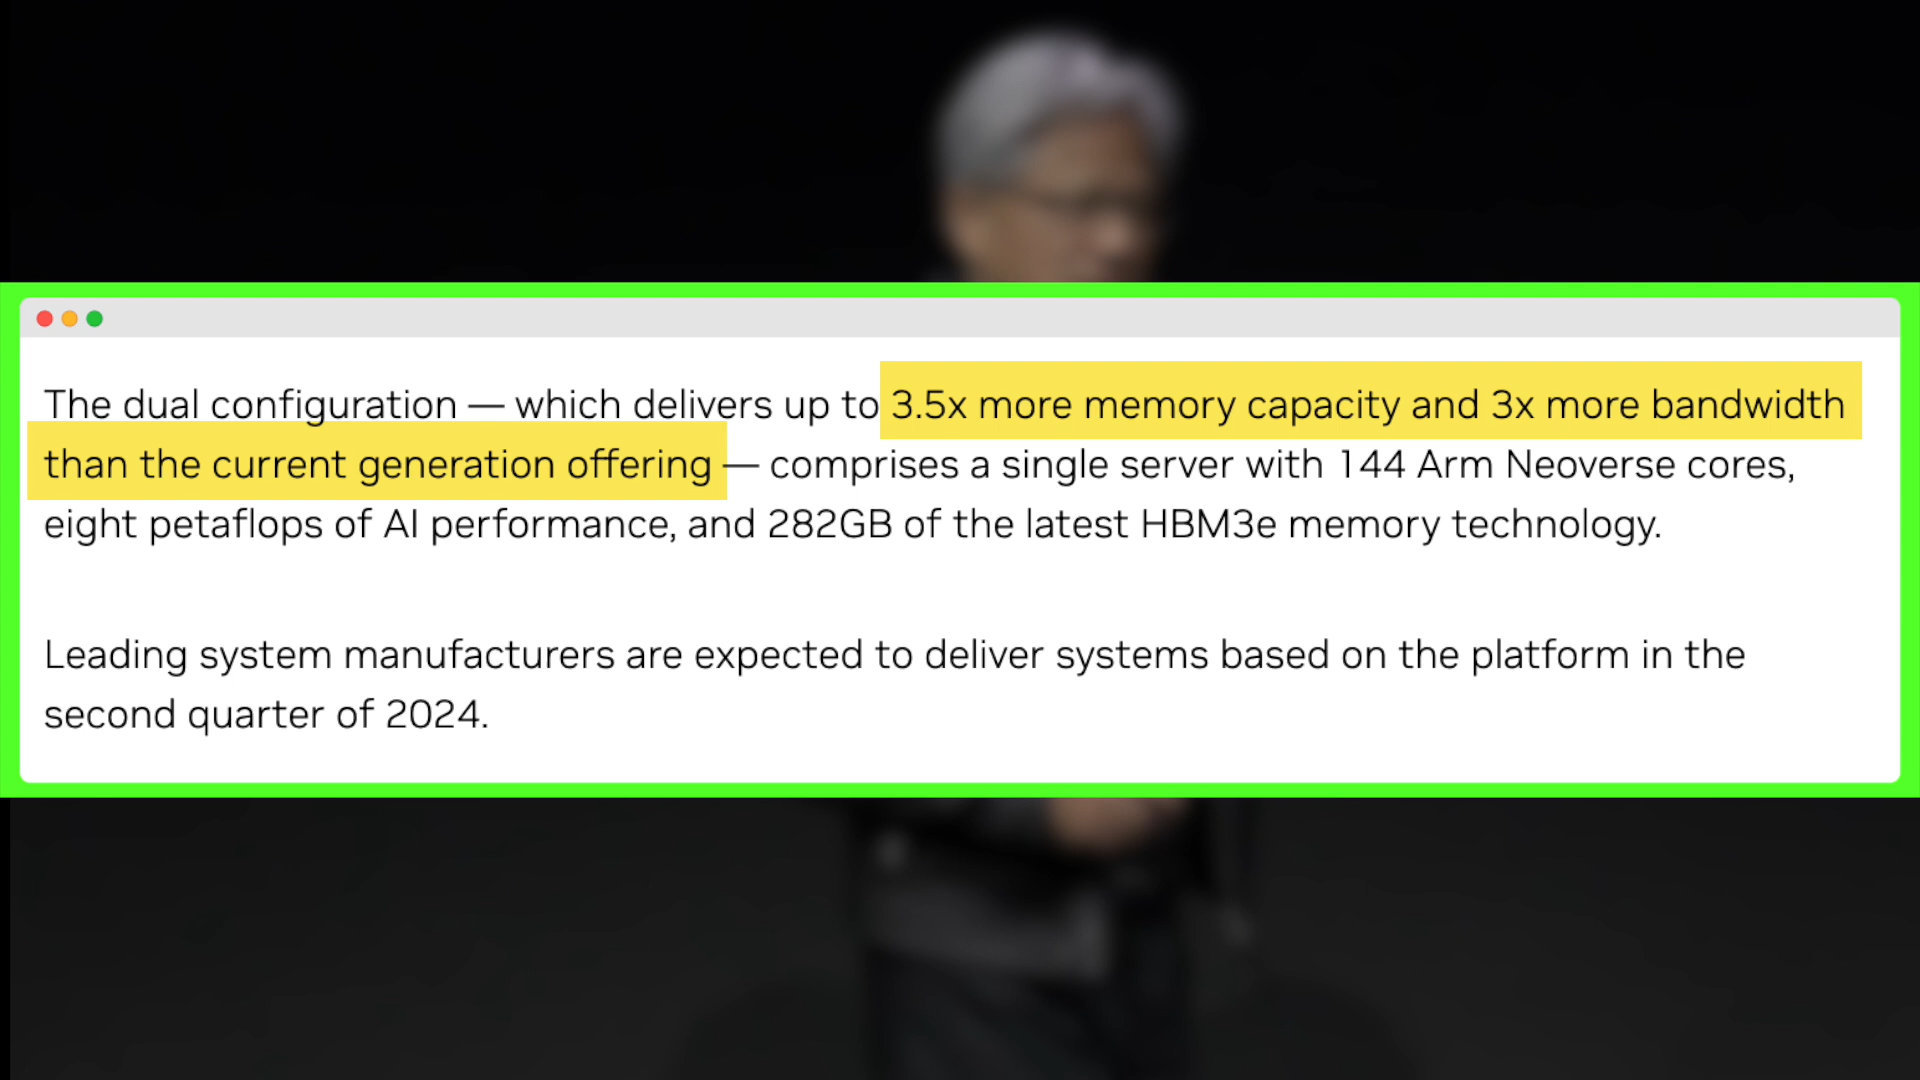 The dual configuration — which delivers up to 3.5x more memory capacity and 3x more bandwidth
than the current generation offering — comprises a single server with 144 Arm Neoverse cores,
eight petaflops of AI performance, and 282GB of the latest HBM3e memory technology.
Leading system manufacturers are expected to deliver systems based on the platform in the
second quarter of 2024.